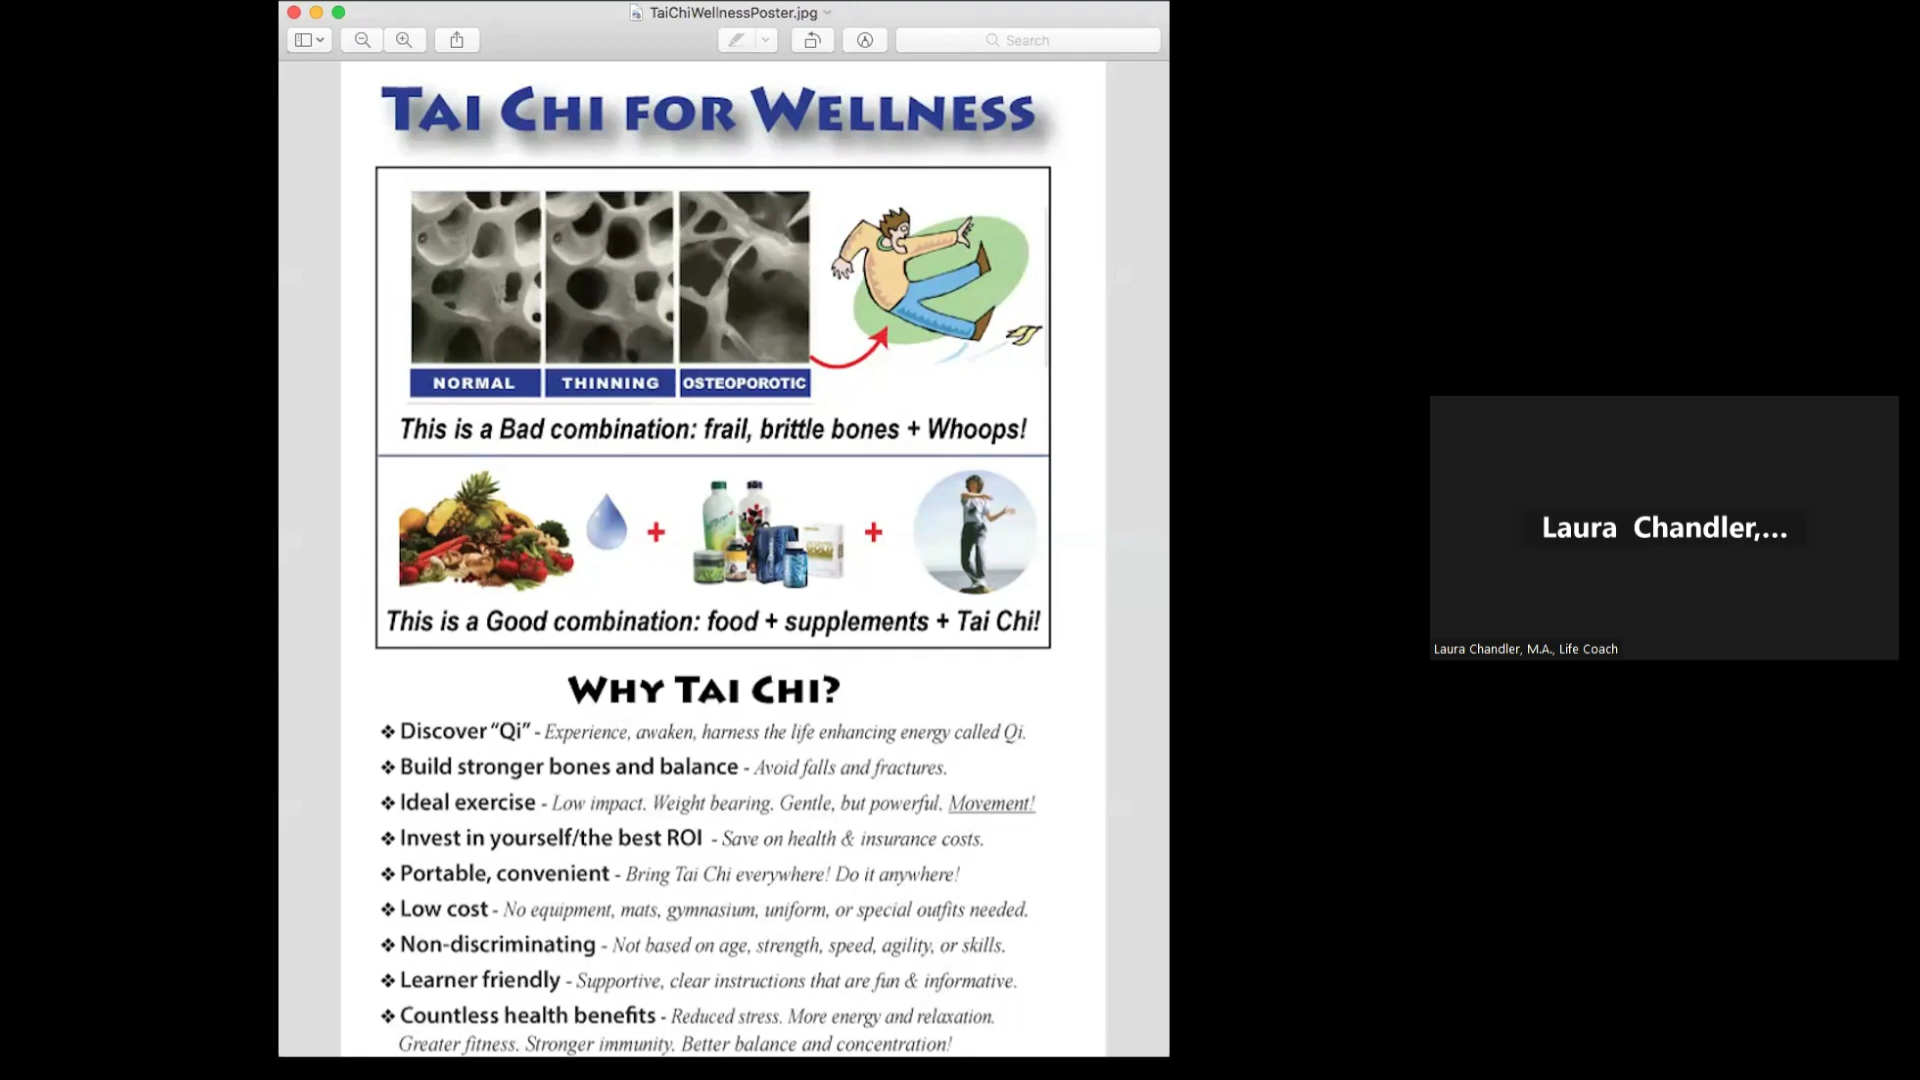 TaiChiWellnessPoster.jpg
Search
TAI CHI FOR WELLNESS
NORMAL THINNING OSTEOPOROTIC
This is a Bad combination: frail, brittle bones + Whoops!
+ +
This is a Good combination: food + supplements + Tai Chi!
WHY TAI CHI?
❖ Discover “Qi” - Experience, awaken, harness the life enhancing energy called Qi.
❖ Build stronger bones and balance - Avoid falls and fractures.
❖ Ideal exercise - Low impact. Weight bearing. Gentle, but powerful. Movement!
❖ Invest in yourself/the best ROI - Save on health & insurance costs.
❖ Portable, convenient - Bring Tai Chi everywhere! Do it anywhere!
❖ Low cost - No equipment, mats, gymnasium, uniform, or special outfits needed.
❖ Non-discriminating - Not based on age, strength, speed, agility, or skills.
❖ Learner friendly - Supportive, clear instructions that are fun & informative.
❖ Countless health benefits - Reduced stress. More energy and relaxation.
Greater fitness. Stronger immunity. Better balance and concentration!
Laura Chandler,...
Laura Chandler, M.A., Life Coach